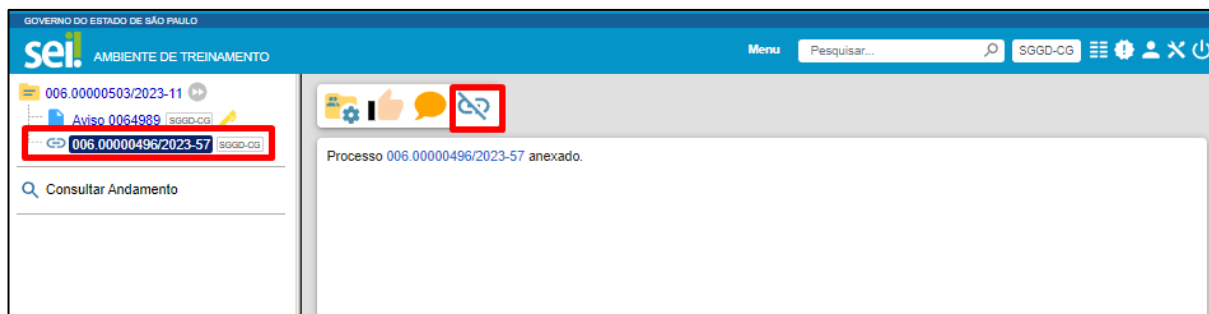 GOVERNO DO ESTADO DE SÃO PAULO
sei! AMBIENTE DE TREINAMENTO
Menu Pesquisar... SGGD-CG
006.00000503/2023-11
Aviso 0064989 SGGD-CG
006.00000496/2023-57 SGGD-CG
Consultar Andamento
Processo 006.00000496/2023-57 anexado.